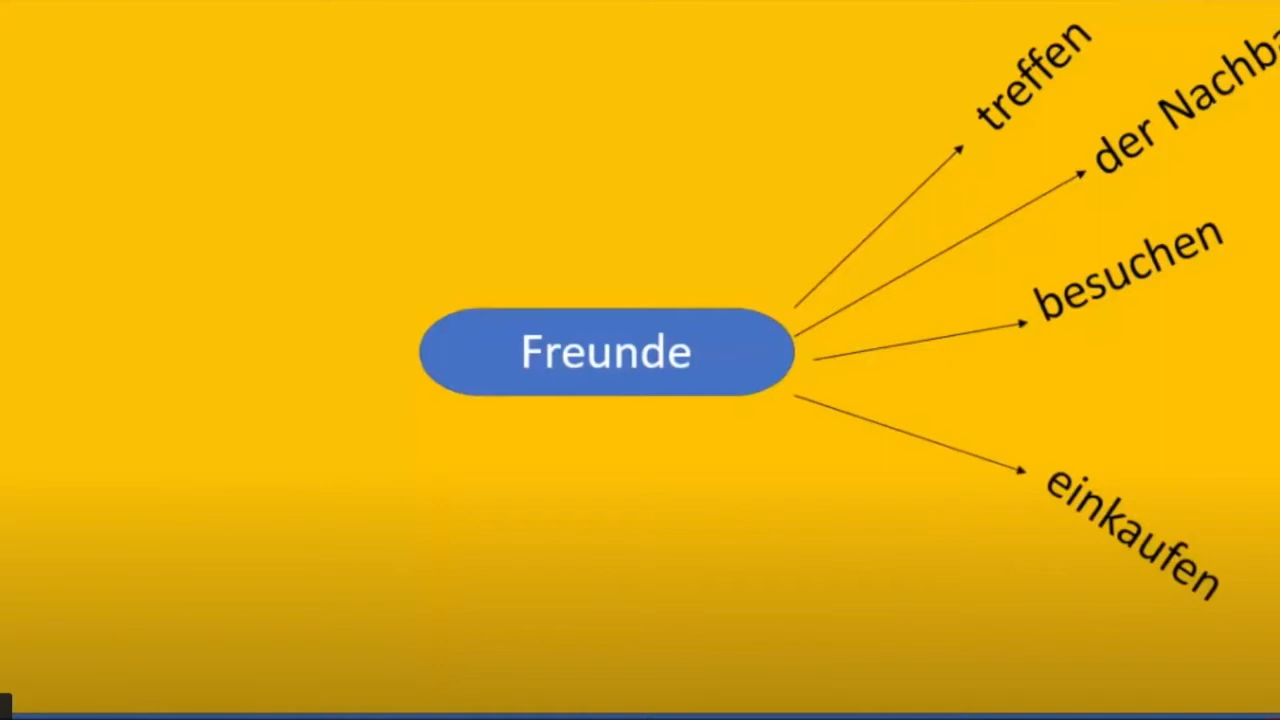 treffen
der Nachba
besuchen
Freunde
einkaufen